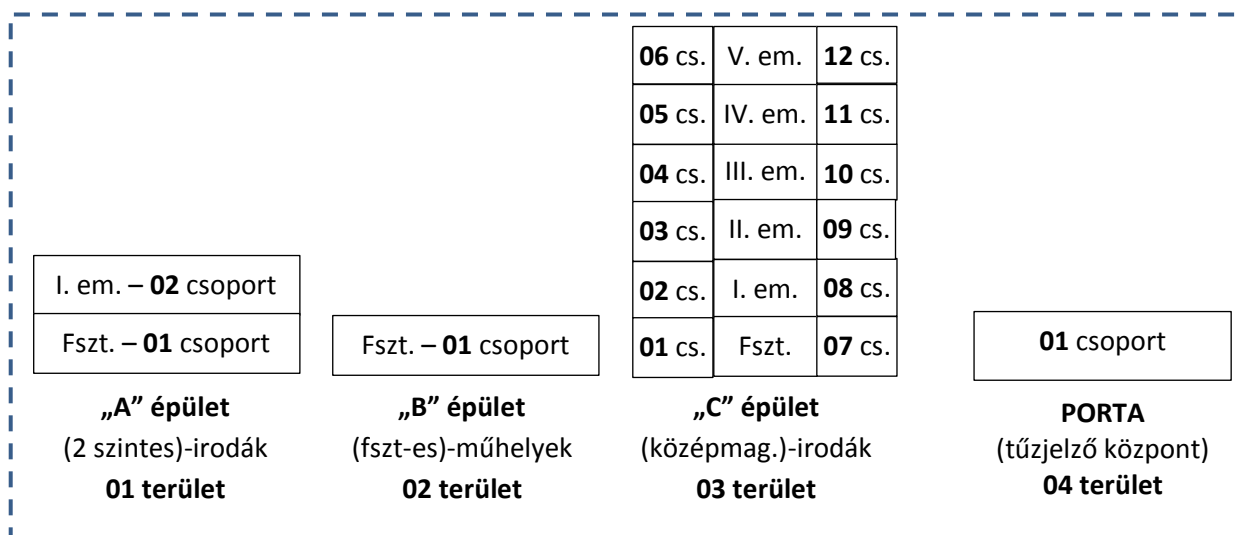 06 cs. V. em. 12 cs.
05 cs. IV. em. 11 cs.
04 cs. III. em. 10 cs.
03 cs. II. em. 09 cs.
I. em. – 02 csoport
02 cs. I. em. 08 cs.
Fszt. – 01 csoport
Fszt. – 01 csoport
01 cs. Fszt. 07 cs.
01 csoport
„A” épület
(2 szintes)-irodák
01 terület
„B” épület
(fszt-es)-műhelyek
02 terület
„C” épület
(középmag.)-irodák
03 terület
PORTA
(tűzjelző központ)
04 terület